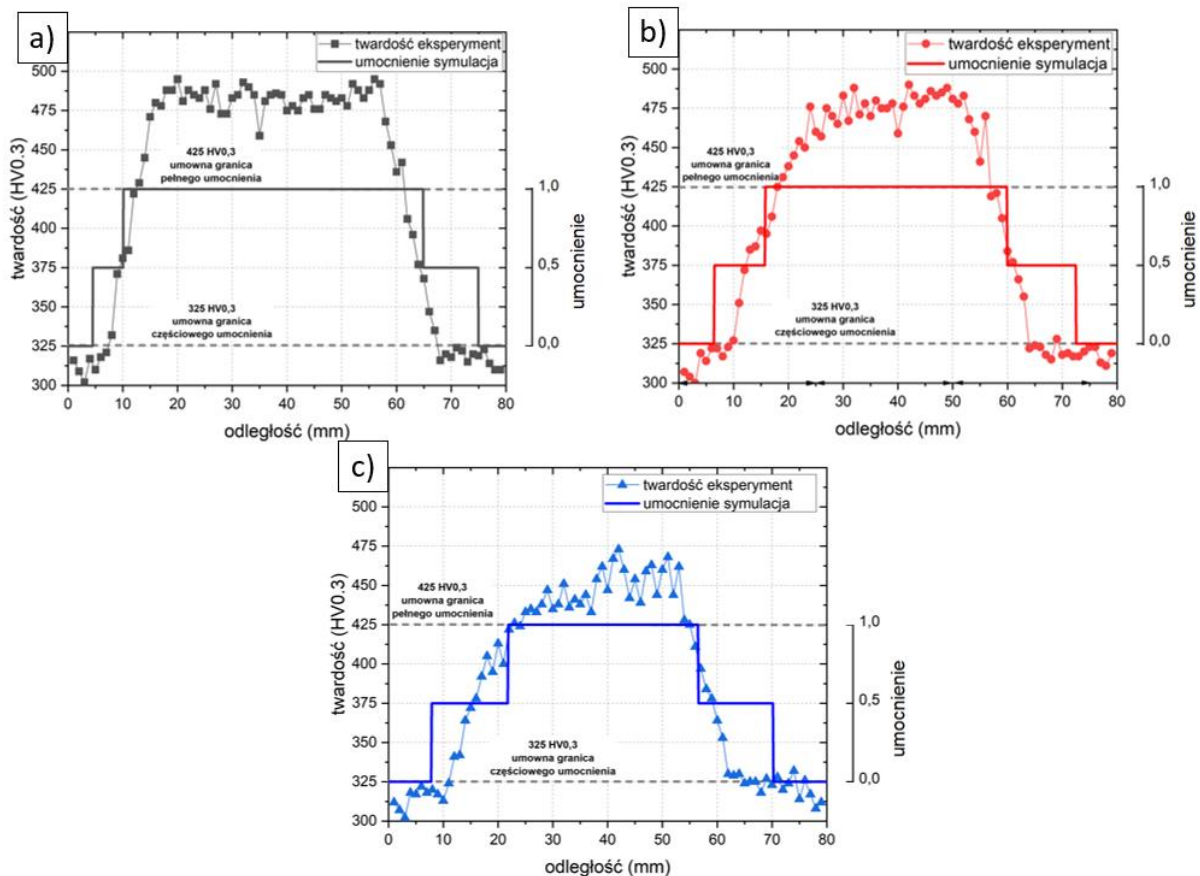 a)
twardość eksperyment
umocnienie symulacja
500
475
450
425
400
375
350
325
300
twardość (HV0.3)
425 HV0,3
umowna granica
pełnego umocnienia
325 HV0,3
umowna granica
częściowego umocnienia
1,0
0,5
0,0
umocnienie
0 10 20 30 40 50 60 70 80
odległość (mm)
b)
twardość eksperyment
umocnienie symulacja
500
475
450
425
400
375
350
325
300
twardość (HV0.3)
425 HV0,3
umowna granica
pełnego umocnienia
325 HV0,3
umowna granica
częściowego umocnienia
1,0
0,5
0,0
umocnienie
0 10 20 30 40 50 60 70 80
odległość (mm)
c)
twardość eksperyment
umocnienie symulacja
500
475
450
425
400
375
350
325
300
twardość (HV0.3)
425 HV0,3
umowna granica
pełnego umocnienia
325 HV0,3
umowna granica
częściowego umocnienia
1,0
0,5
0,0
umocnienie
0 10 20 30 40 50 60 70 80
odległość (mm)